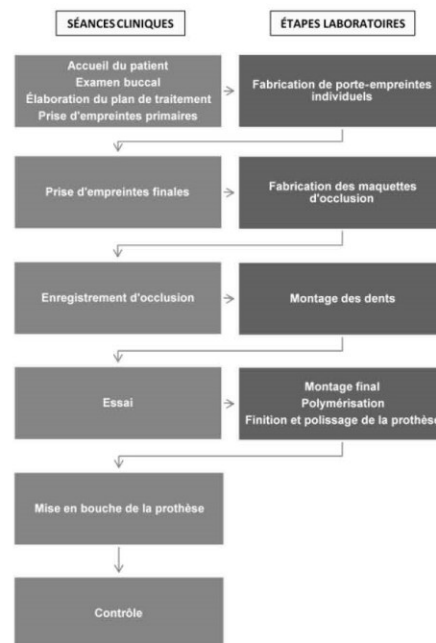 SÉANCES CLINIQUES
ÉTAPES LABORATOIRES
Accueil du patient
Examen buccal
Élaboration du plan de traitement
Prise d'empreintes primaires
Fabrication de porte-empreintes
individuels
Prise d'empreintes finales
Fabrication des maquettes
d'occlusion
Enregistrement d'occlusion
Montage des dents
Essai
Montage final
Polymérisation
Finition et polissage de la prothèse
Mise en bouche de la prothèse
Contrôle